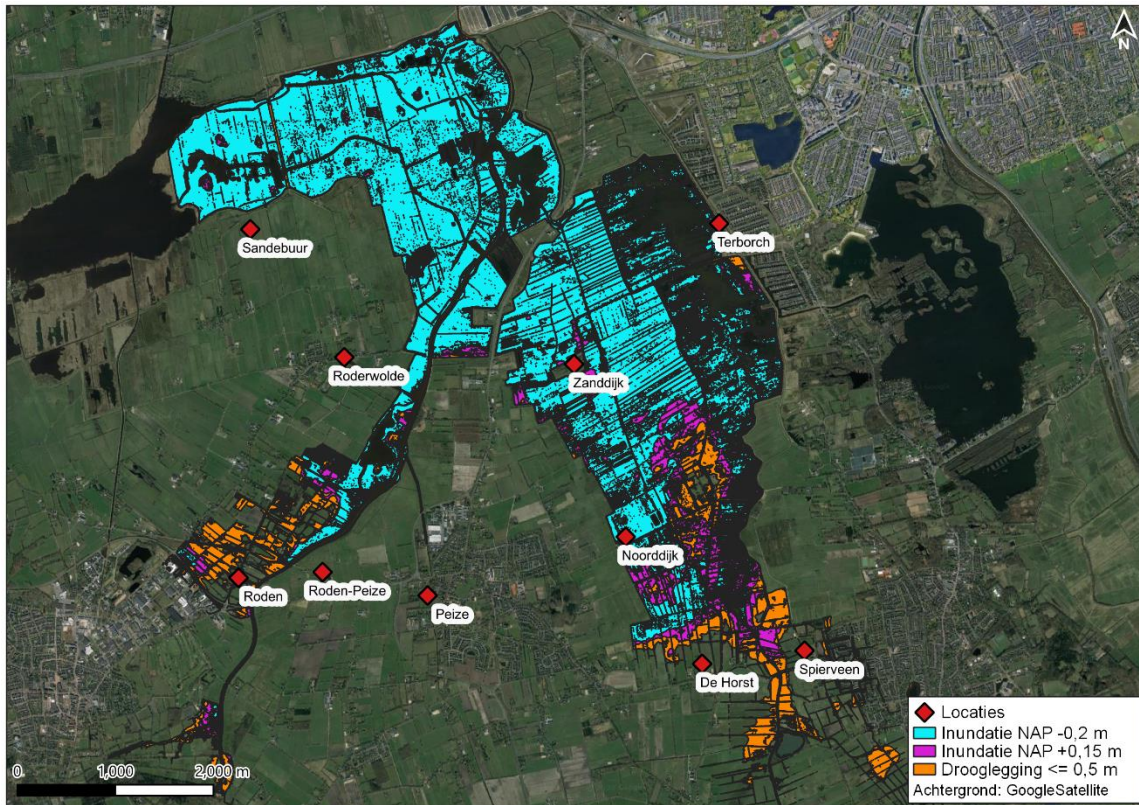 N
Sandebuur
Terborch
Roderwolde
Zanddijk
Noorddijk
Roden
Roden-Peize
Peize
De Horst
Spierveen
0 1,000 2,000 m
Locaties
Inundatie NAP -0,2 m
Inundatie NAP +0,15 m
Drooglegging <= 0,5 m
Achtergrond: GoogleSatellite